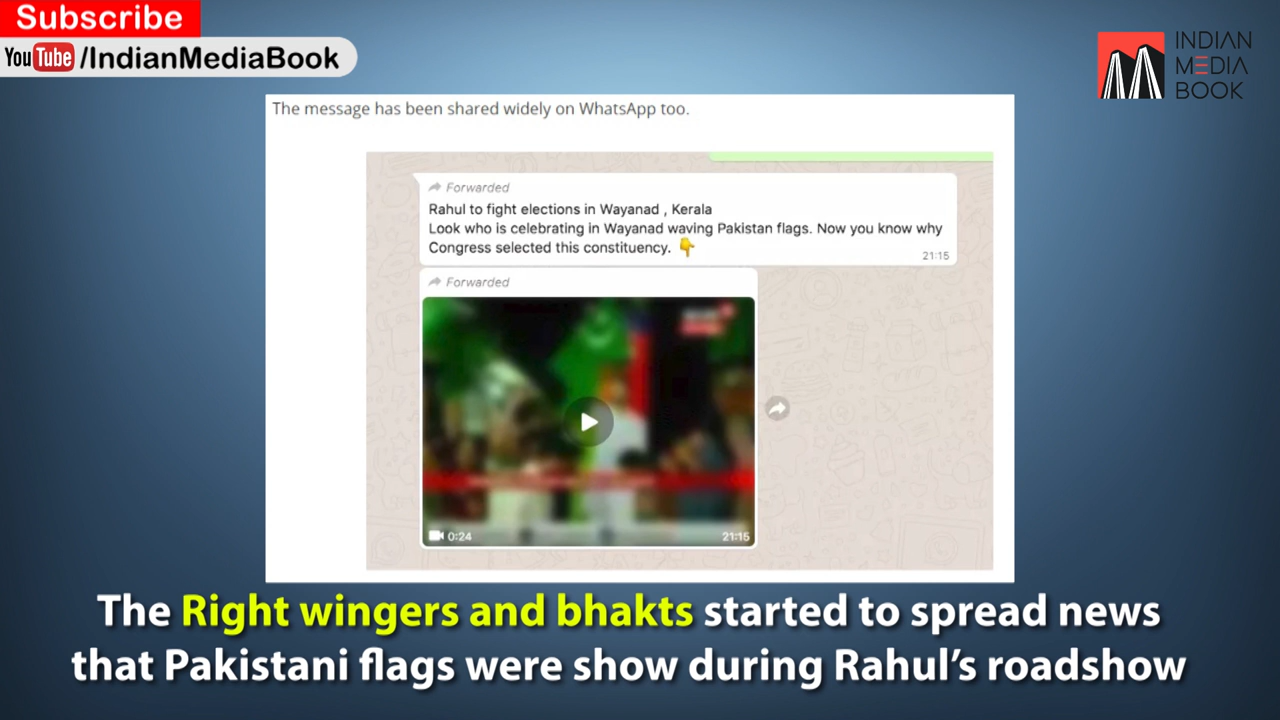 Subscribe
YouTube /IndianMediaBook
INDIAN
MEDIA
BOOK
The message has been shared widely on WhatsApp too.
Forwarded
Rahul to fight elections in Wayanad , Kerala
Look who is celebrating in Wayanad waving Pakistan flags. Now you know why
Congress selected this constituency. 👇
21:15
Forwarded
0:24
21:15
The Right wingers and bhakts started to spread news
that Pakistani flags were show during Rahul’s roadshow